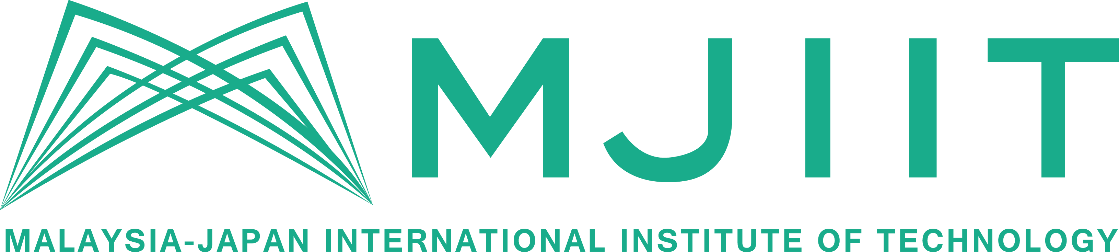 MJIIT
MALAYSIA-JAPAN INTERNATIONAL INSTITUTE OF TECHNOLOGY